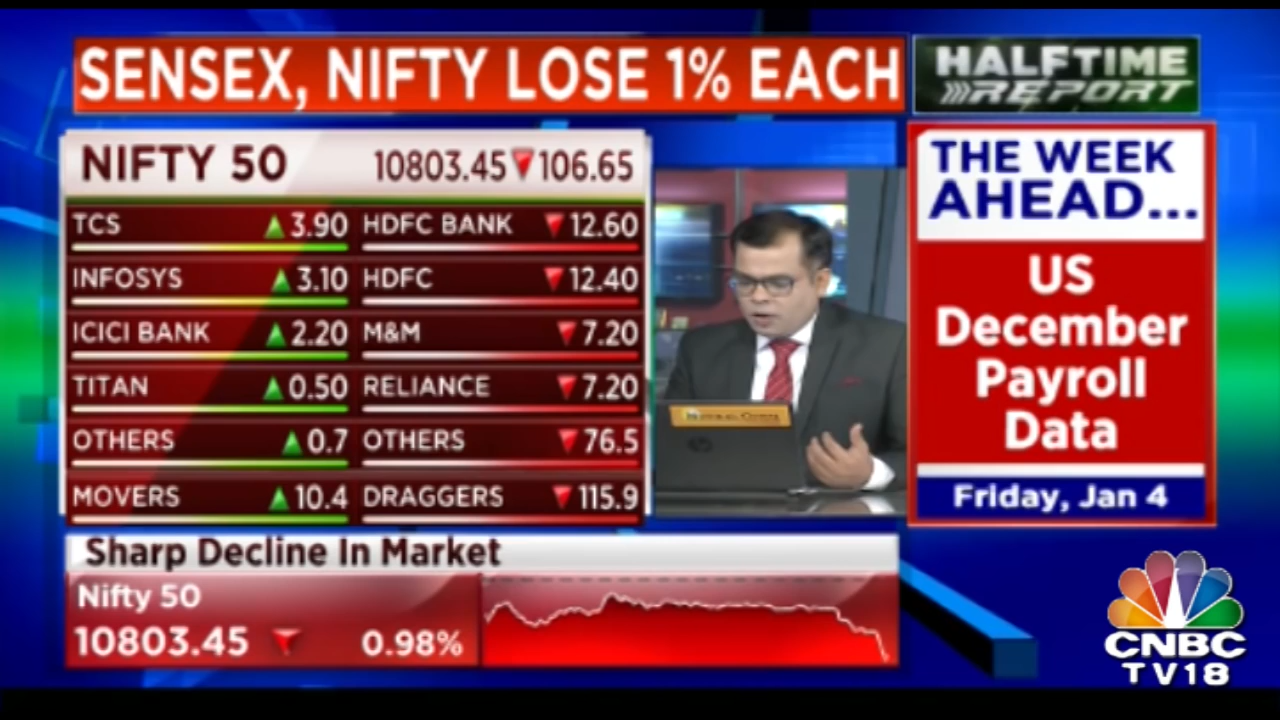 SENSEX, NIFTY LOSE 1% EACH
HALFTIME
REPORT
NIFTY 50 10803.45 106.65
TCS 3.90 HDFC BANK 12.60
INFOSYS 3.10 HDFC 12.40
ICICI BANK 2.20 M&M 7.20
TITAN 0.50 RELIANCE 7.20
OTHERS 0.7 OTHERS 76.5
MOVERS 10.4 DRAGGERS 115.9
THE WEEK
AHEAD...
US
December
Payroll
Data
Friday, Jan 4
Sharp Decline In Market
Nifty 50
10803.45 0.98%
hp
CNBC
TV18